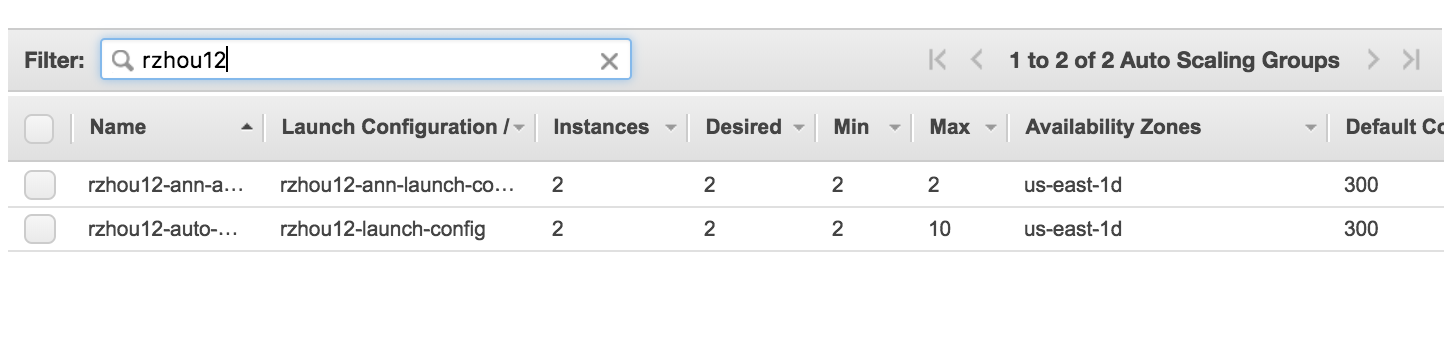 Filter: rzhou12 1 to 2 of 2 Auto Scaling Groups
Name Launch Configuration / Instances Desired Min Max Availability Zones Default Co
rzhou12-ann-a... rzhou12-ann-launch-co... 2 2 2 2 us-east-1d 300
rzhou12-auto-... rzhou12-launch-config 2 2 2 10 us-east-1d 300